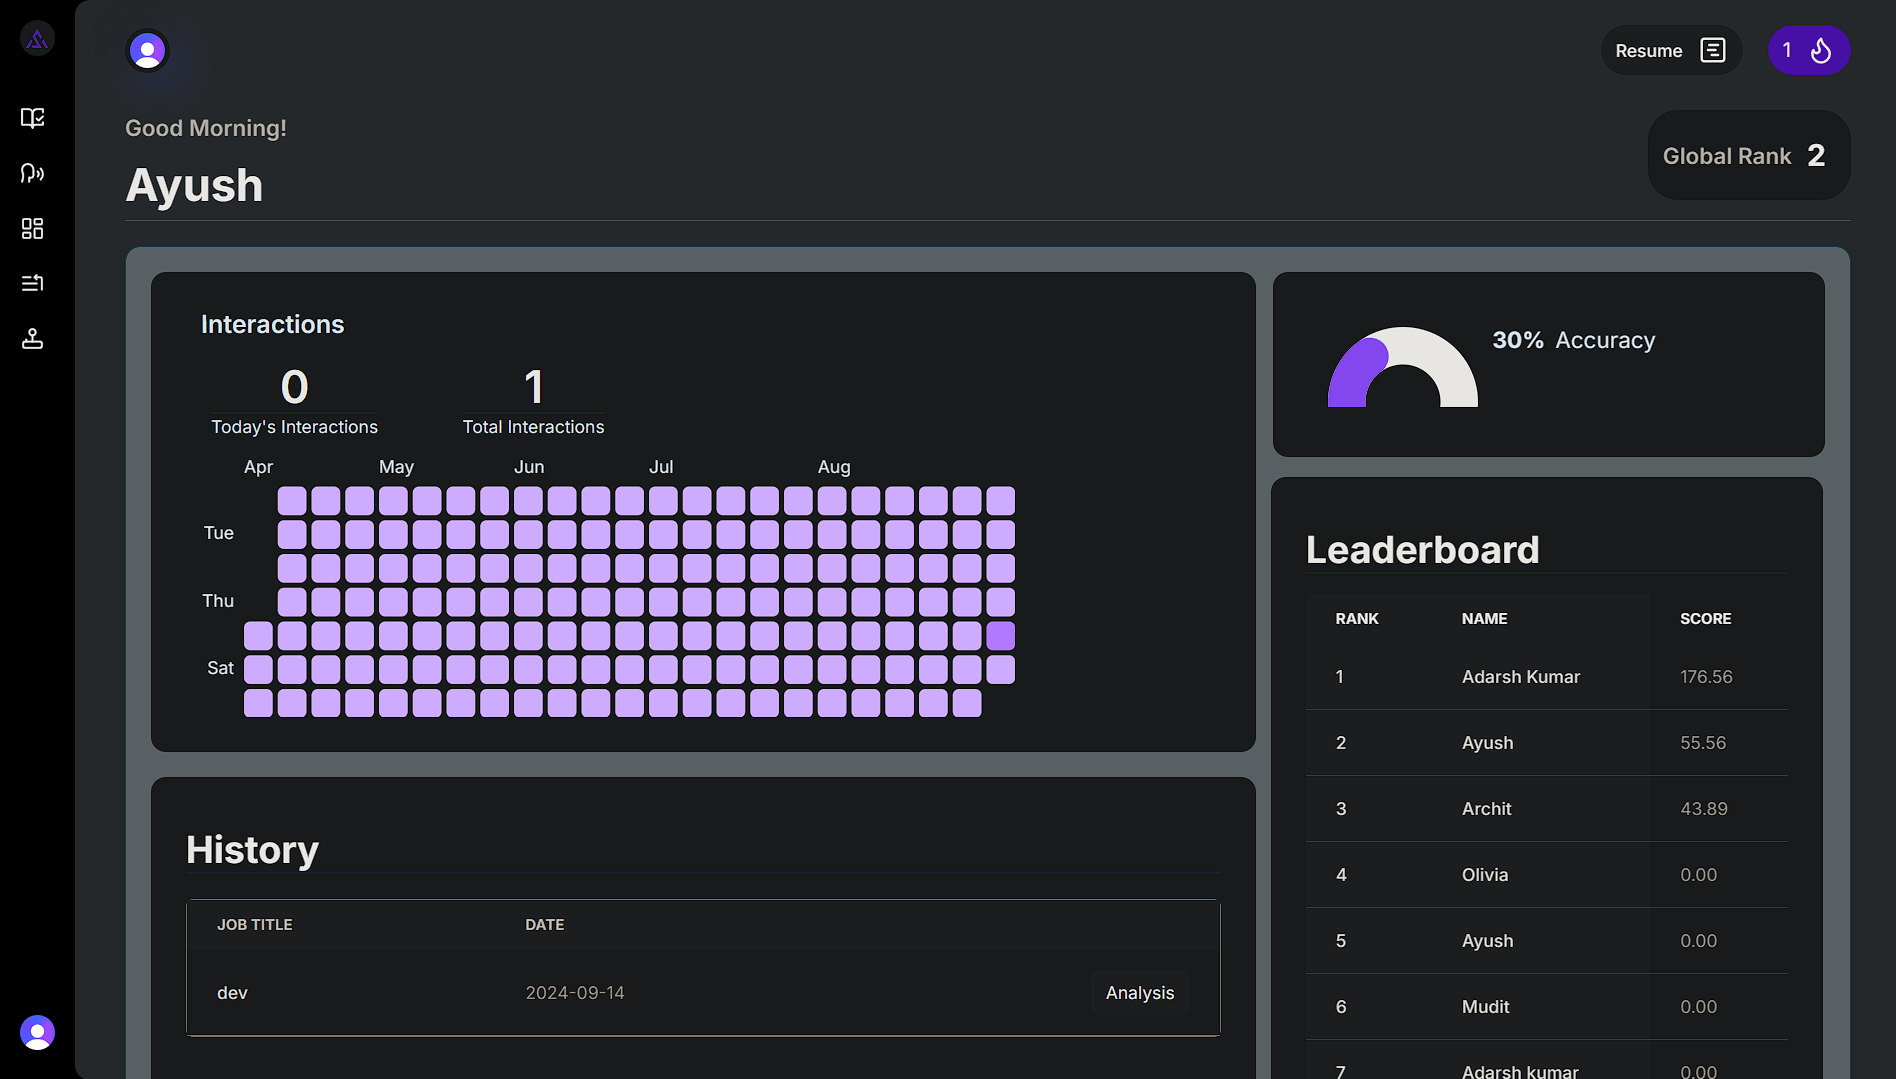 Resume
1
Good Morning!
Ayush
Global Rank 2
Interactions
0
Today's Interactions
1
Total Interactions
Apr May Jun Jul Aug
Tue
Thu
Sat
30% Accuracy
Leaderboard
RANK NAME SCORE
1 Adarsh Kumar 176.56
2 Ayush 55.56
3 Archit 43.89
4 Olivia 0.00
5 Ayush 0.00
6 Mudit 0.00
7 Adarsh kumar 0.00
History
JOB TITLE DATE
dev 2024-09-14 Analysis